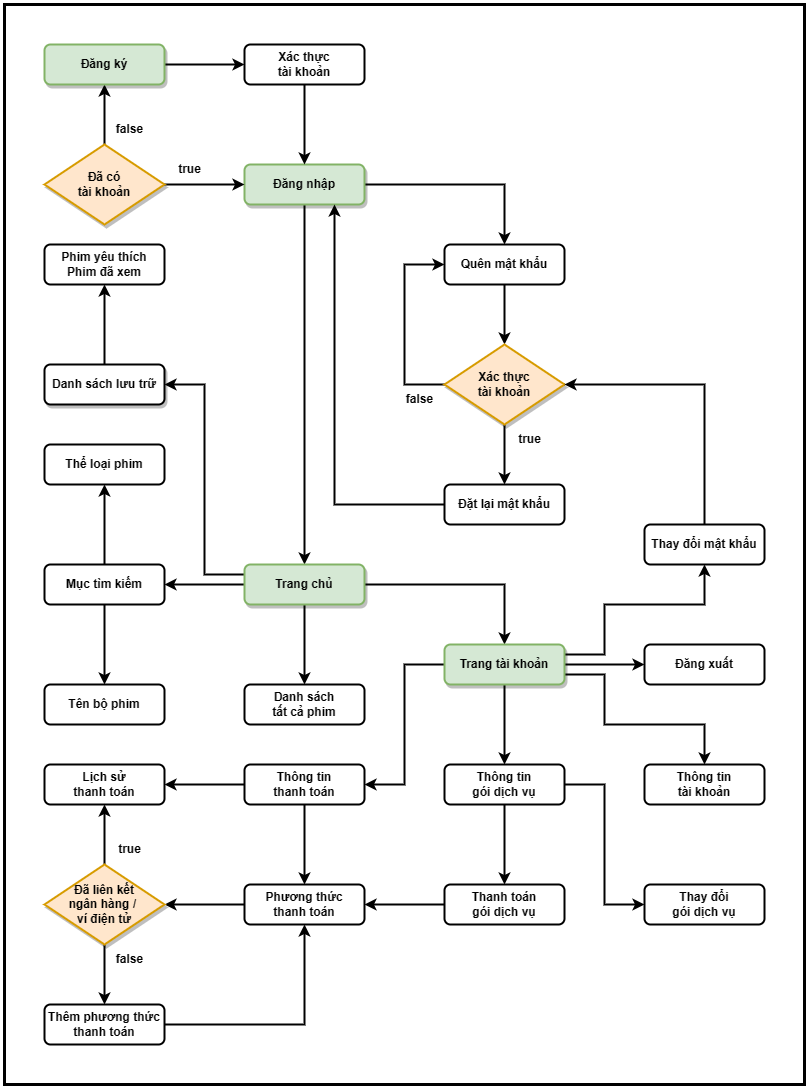 Đăng ký
Xác thực
tài khoản
false
Đã có
tài khoản
true
Đăng nhập
Phim yêu thích
Phim đã xem
Quên mật khẩu
Danh sách lưu trữ
Xác thực
tài khoản
false
true
Thể loại phim
Đặt lại mật khẩu
Thay đổi mật khẩu
Mục tìm kiếm
Trang chủ
Trang tài khoản
Đăng xuất
Tên bộ phim
Danh sách
tất cả phim
Lịch sử
thanh toán
Thông tin
thanh toán
Thông tin
gói dịch vụ
Thông tin
tài khoản
true
Đã liên kết
ngân hàng /
ví điện tử
Phương thức
thanh toán
Thanh toán
gói dịch vụ
Thay đổi
gói dịch vụ
false
Thêm phương thức
thanh toán